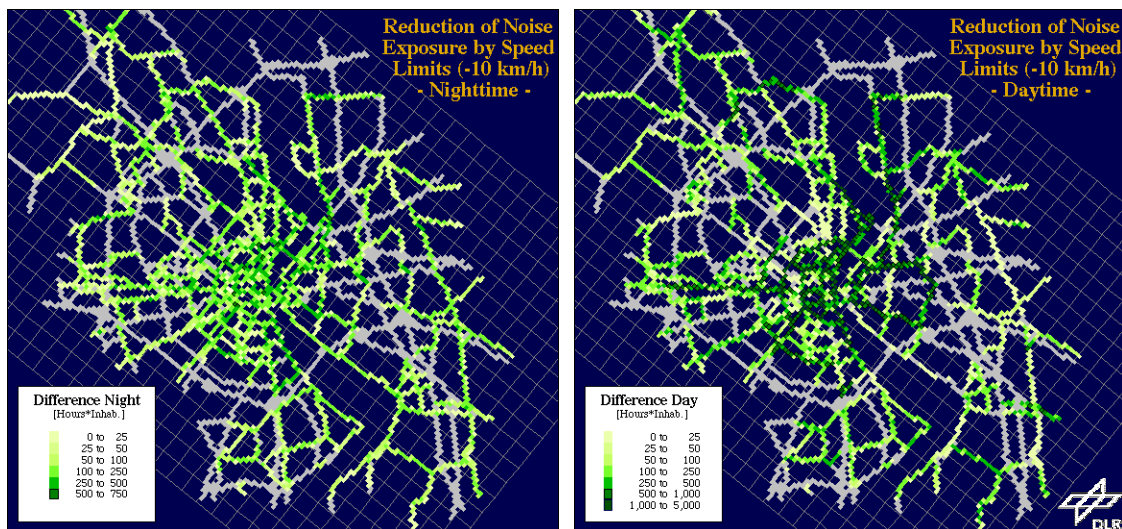 Reduction of Noise
Exposure by Speed
Limits (-10 km/h)
- Nighttime -
Difference Night
[Hours*Inhab.]
0 to 25
25 to 50
50 to 100
100 to 250
250 to 500
500 to 750
Reduction of Noise
Exposure by Speed
Limits (-10 km/h)
- Daytime -
Difference Day
[Hours*Inhab.]
0 to 25
25 to 50
50 to 100
100 to 250
250 to 500
500 to 1,000
1,000 to 5,000
DLR